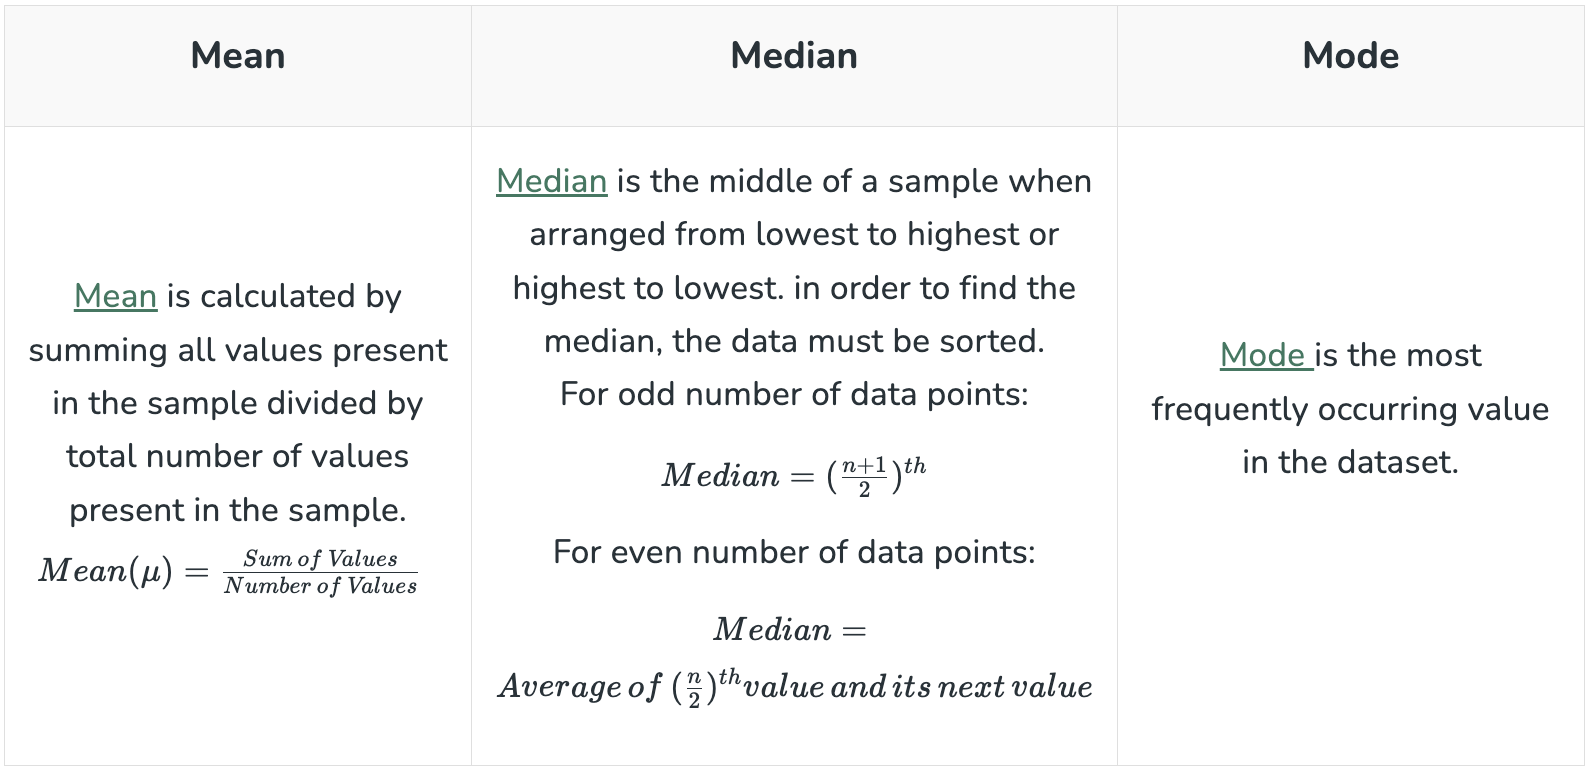 Mean
Median
Mode
Mean is calculated by
summing all values present
in the sample divided by
total number of values
present in the sample.
Mean(μ) = \frac{Sum of Values}{Number of Values}
Median is the middle of a sample when
arranged from lowest to highest or
highest to lowest. in order to find the
median, the data must be sorted.
For odd number of data points:
Median = (\frac{n+1}{2})^{th}
For even number of data points:
Median =
Average of (\frac{n}{2})^{th} value and its next value
Mode is the most
frequently occurring value
in the dataset.